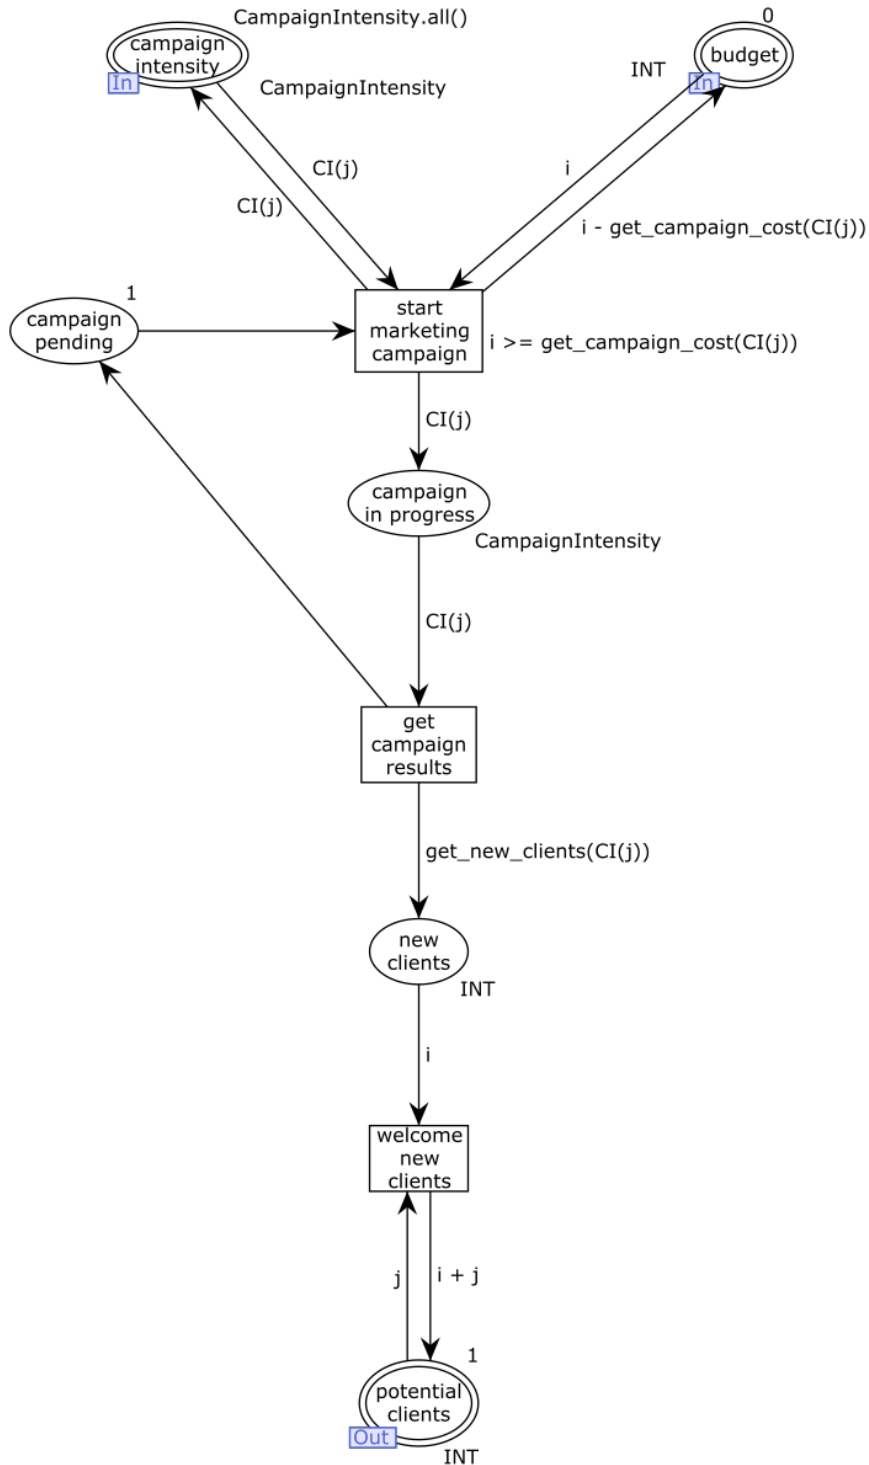 CampaignIntensity.all()
0
campaign
intensity
budget
INT
In
In
CampaignIntensity
CI(j)
i
CI(j)
i - get_campaign_cost(CI(j))
1
campaign
pending
start
marketing
campaign
i >= get_campaign_cost(CI(j))
CI(j)
campaign
in progress
CampaignIntensity
CI(j)
get
campaign
results
get_new_clients(CI(j))
new
clients
INT
i
welcome
new
clients
j
i + j
1
potential
clients
Out
INT